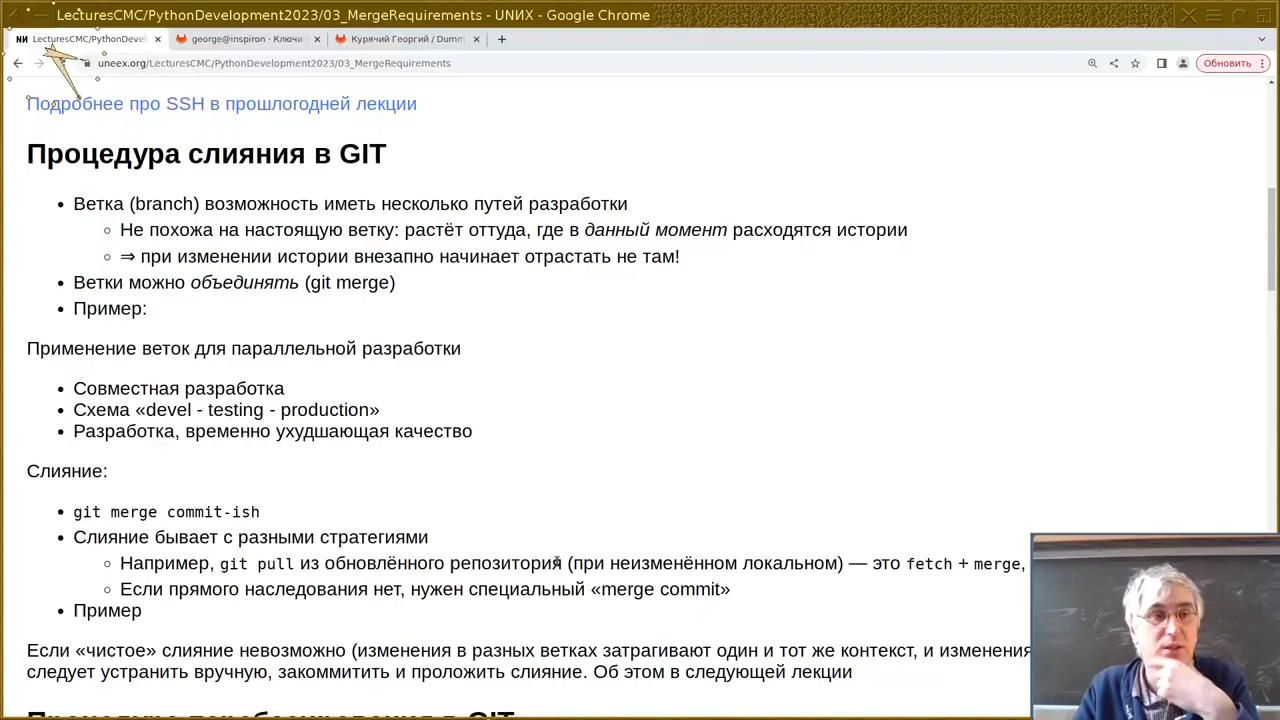 LecturesCMC/PythonDevelopment2023/03_MergeRequirements - UNИX - Google Chrome
LecturesCMC/PythonDevel
george@inspiron · Ключи
Курячий Георгий / Dumm
uneex.org/LecturesCMC/PythonDevelopment2023/03_MergeRequirements
Обновить
Подробнее про SSH в прошлогодней лекции
Процедура слияния в GIT
Ветка (branch) возможность иметь несколько путей разработки
Не похожа на настоящую ветку: растёт оттуда, где в данный момент расходятся истории
⇒ при изменении истории внезапно начинает отрастать не там!
Ветки можно объединять (git merge)
Пример:
Применение веток для параллельной разработки
Совместная разработка
Схема «devel - testing - production»
Разработка, временно ухудшающая качество
Слияние:
git merge commit-ish
Слияние бывает с разными стратегиями
Например, git pull из обновлённого репозитория (при неизменённом локальном) — это fetch + merge,
Если прямого наследования нет, нужен специальный «merge commit»
Пример
Если «чистое» слияние невозможно (изменения в разных ветках затрагивают один и тот же контекст, и изменения
следует устранить вручную, закоммитить и проложить слияние. Об этом в следующей лекции